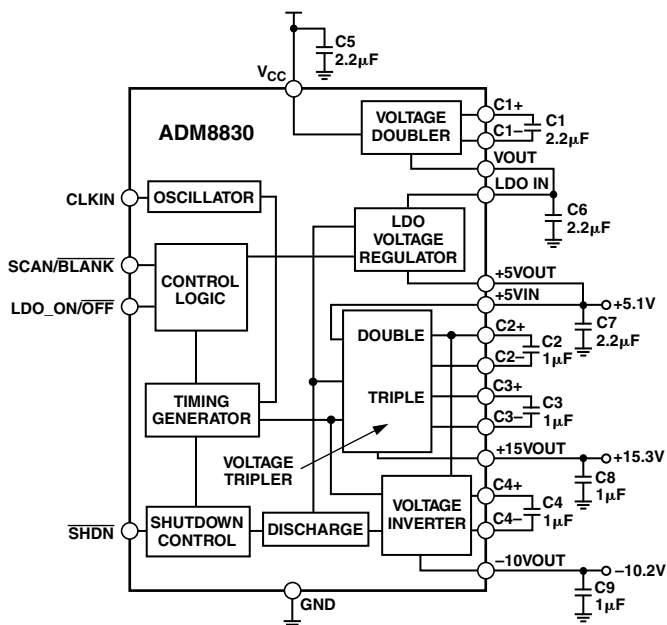 C5
2.2µF
VCC
ADM8830
VOLTAGE
DOUBLER
C1+
C1–
C1
2.2µF
VOUT
LDO IN
C6
2.2µF
CLKIN
OSCILLATOR
LDO
VOLTAGE
REGULATOR
SCAN/BLANK
LDO_ON/OFF
CONTROL
LOGIC
+5VOUT
+5VIN
+5.1V
C7
2.2µF
DOUBLE
TRIPLE
C2+
C2–
C2
1µF
C3+
C3–
C3
1µF
TIMING
GENERATOR
VOLTAGE
TRIPLER
+15VOUT
+15.3V
C8
1µF
C4+
C4–
C4
1µF
SHDN
SHUTDOWN
CONTROL
DISCHARGE
VOLTAGE
INVERTER
–10VOUT
–10.2V
C9
1µF
GND